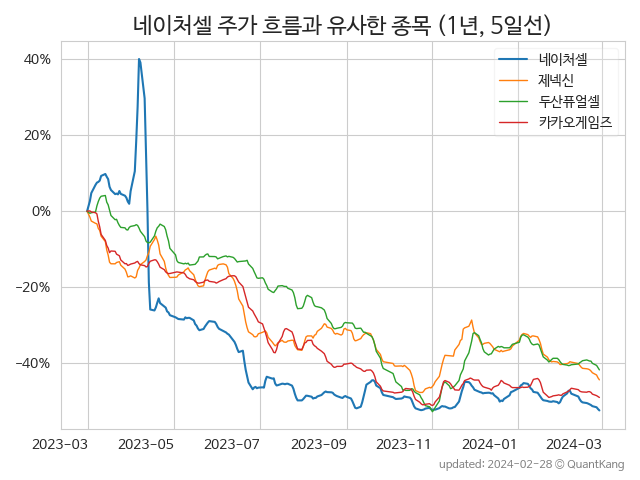 네이처셀 주가 흐름과 유사한 종목 (1년, 5일선)
네이처셀
제넥신
두산퓨얼셀
카카오게임즈
40%
20%
0%
−20%
−40%
2023-03 2023-05 2023-07 2023-09 2023-11 2024-01 2024-03
updated: 2024-02-28 © QuantKang